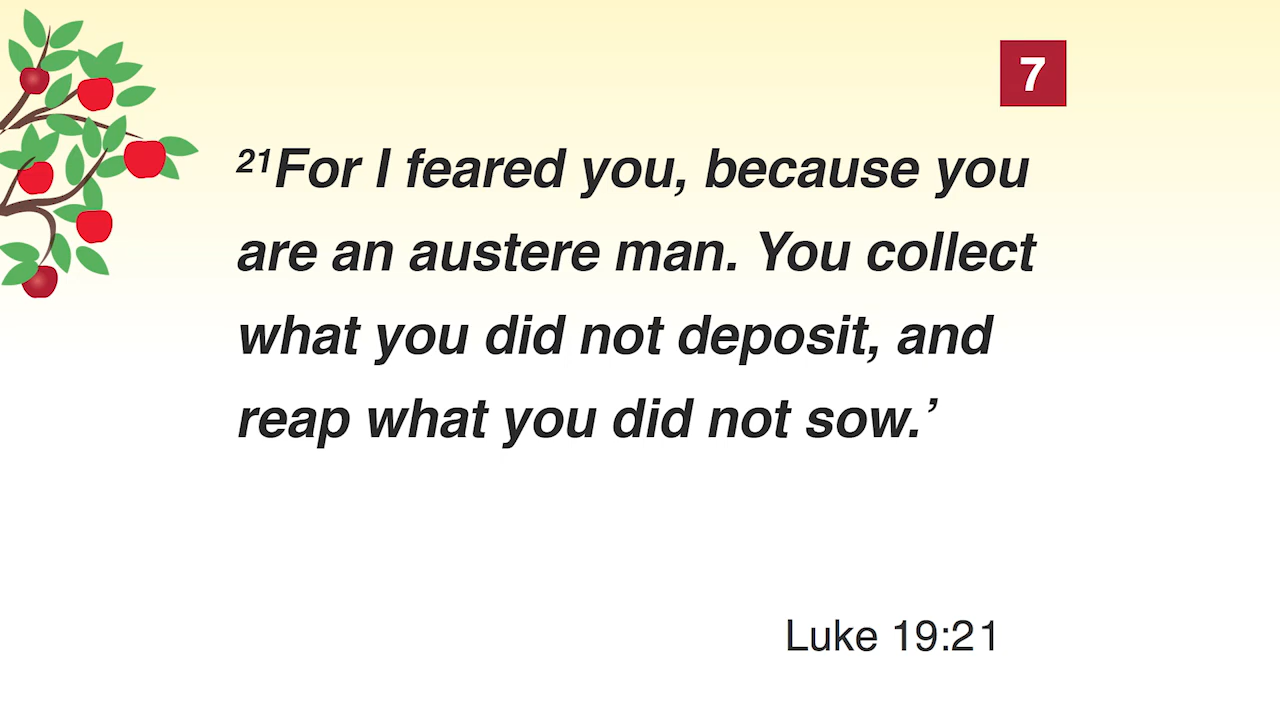 7
21For I feared you, because you
are an austere man. You collect
what you did not deposit, and
reap what you did not sow.’
Luke 19:21